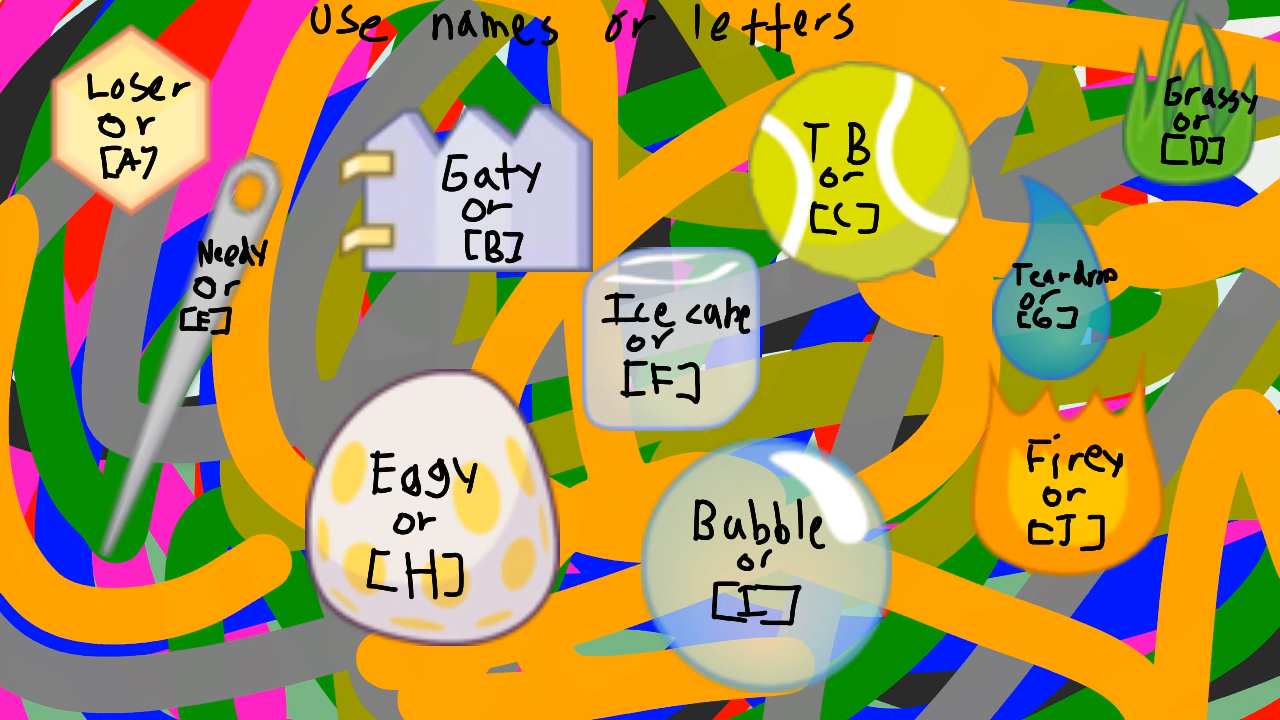 Use names or letters
Loser
or
[A]
Gaty
or
[B]
T B
or
[C]
Grassy
or
[D]
Needy
or
[E]
Ice cube
or
[F]
Teardrop
or
[G]
Eggy
or
[H]
Bubble
or
[I]
Firey
or
[J]